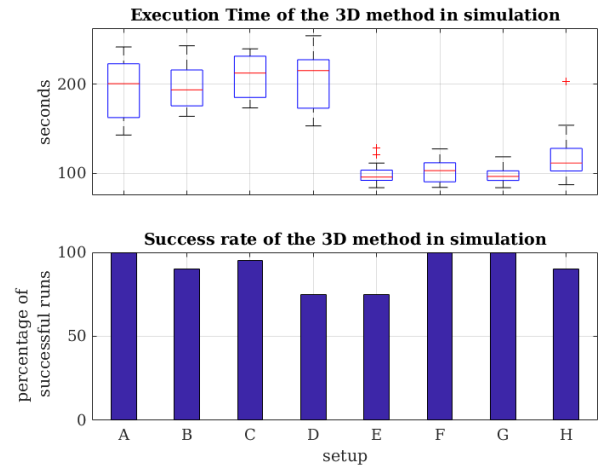 Execution Time of the 3D method in simulation
200
100
seconds
Success rate of the 3D method in simulation
100
50
0
percentage of
successful runs
A B C D E F G H
setup